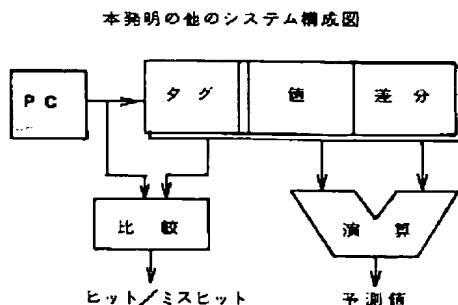 本発明の他のシステム構成図
PC
タグ
値
差分
比較
演算
ヒット/ミスヒット
予測値